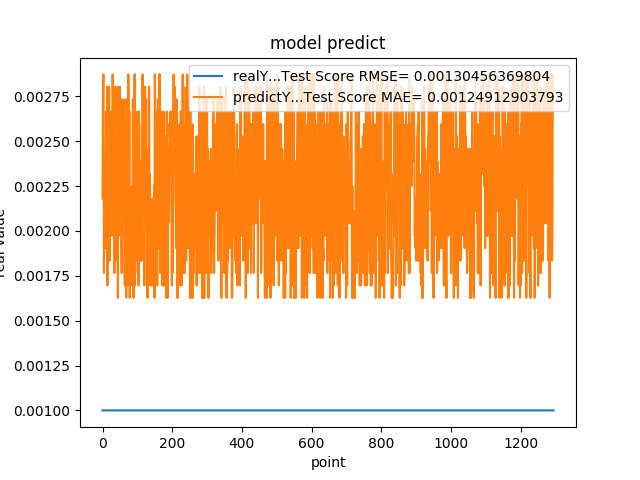 model predict
realY...Test Score RMSE= 0.00130456369804
predictY...Test Score MAE= 0.00124912903793
0.00275
0.00250
0.00225
0.00200
0.00175
0.00150
0.00125
0.00100
real value
0 200 400 600 800 1000 1200
point